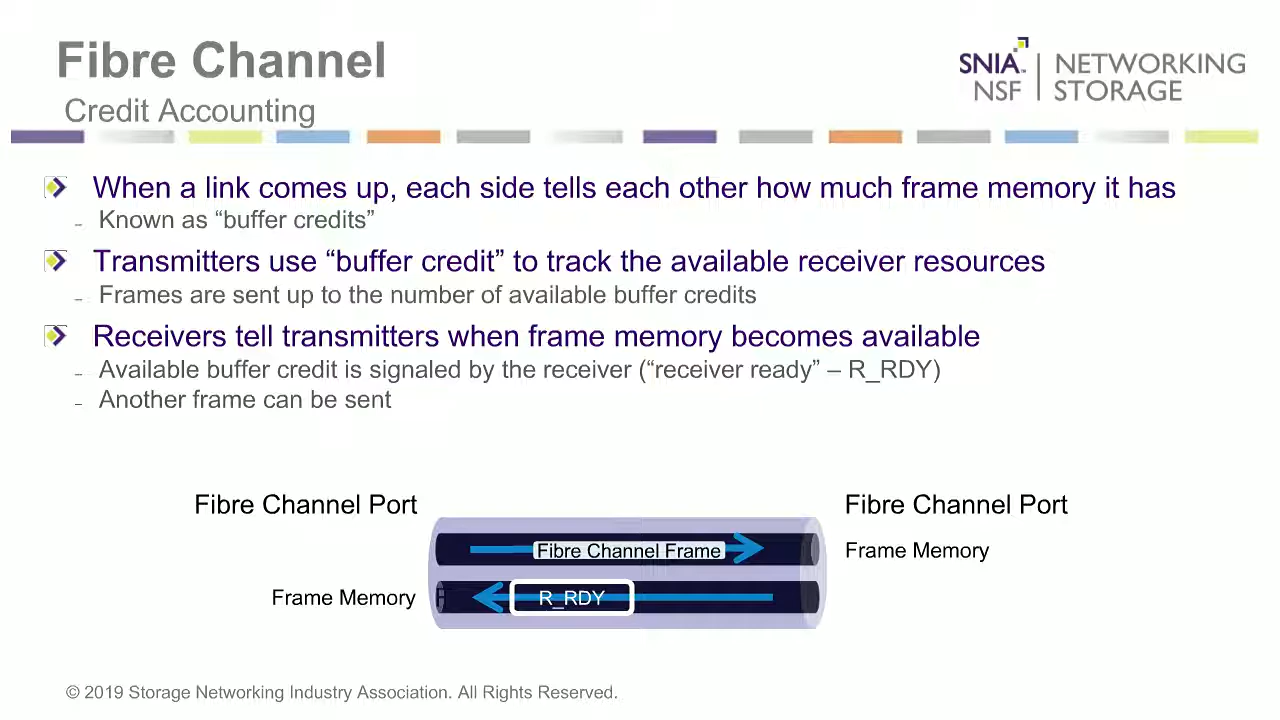 Fibre Channel
Credit Accounting
SNIA™ NSF | NETWORKING STORAGE
When a link comes up, each side tells each other how much frame memory it has
– Known as “buffer credits”
Transmitters use “buffer credit” to track the available receiver resources
– Frames are sent up to the number of available buffer credits
Receivers tell transmitters when frame memory becomes available
– Available buffer credit is signaled by the receiver (“receiver ready” – R_RDY)
– Another frame can be sent
Fibre Channel Port
Fibre Channel Port
Fibre Channel Frame
Frame Memory
Frame Memory
R_RDY
© 2019 Storage Networking Industry Association. All Rights Reserved.